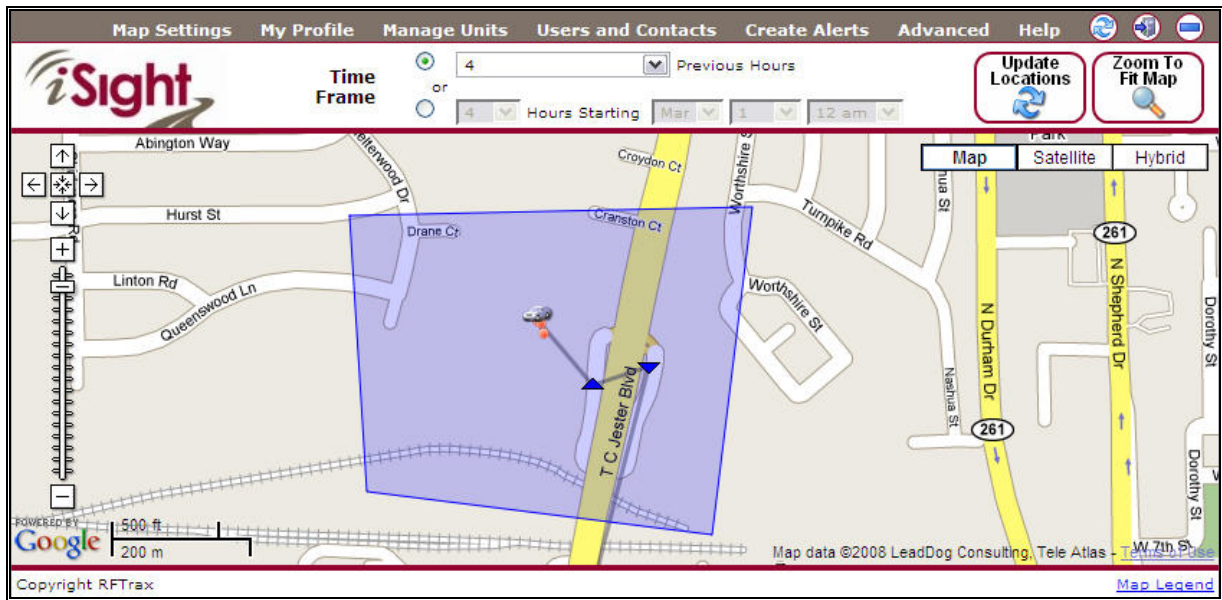 Map Settings My Profile Manage Units Users and Contacts Create Alerts Advanced Help
iSight
Time Frame
or
4 Previous Hours
4 Hours Starting Mar 1 12 am
Update Locations
Zoom To Fit Map
Map Satellite Hybrid
Abington Way
Hurst St
Linton Rd
Queenswood Ln
Drane Ct
Croydon Ct
Cranston Ct
Worthshire S
Turnpike Rd
Worthshire St
T C Jester Blvd
Nashua St
N Durham Dr
261
N Shepherd Dr
261
Dorothy St
Dorothy St
W 7th St
POWERED BY
Google
500 ft
200 m
Map data ©2008 LeadDog Consulting, Tele Atlas - Terms of Use
Copyright RFTrax
Map Legend